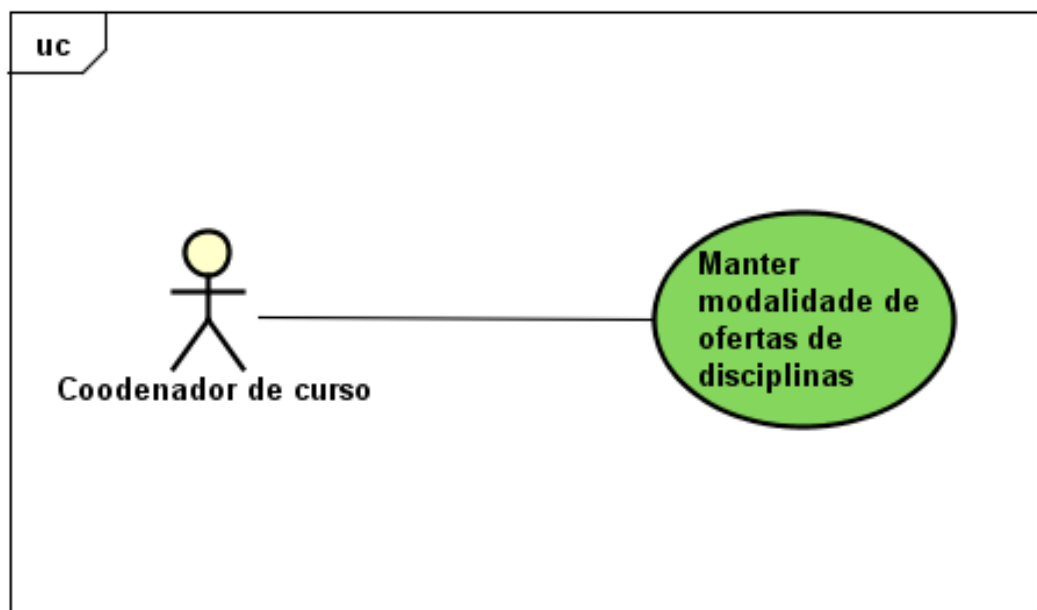 uc
Manter
modalidade de
ofertas de
disciplinas
Coodenador de curso